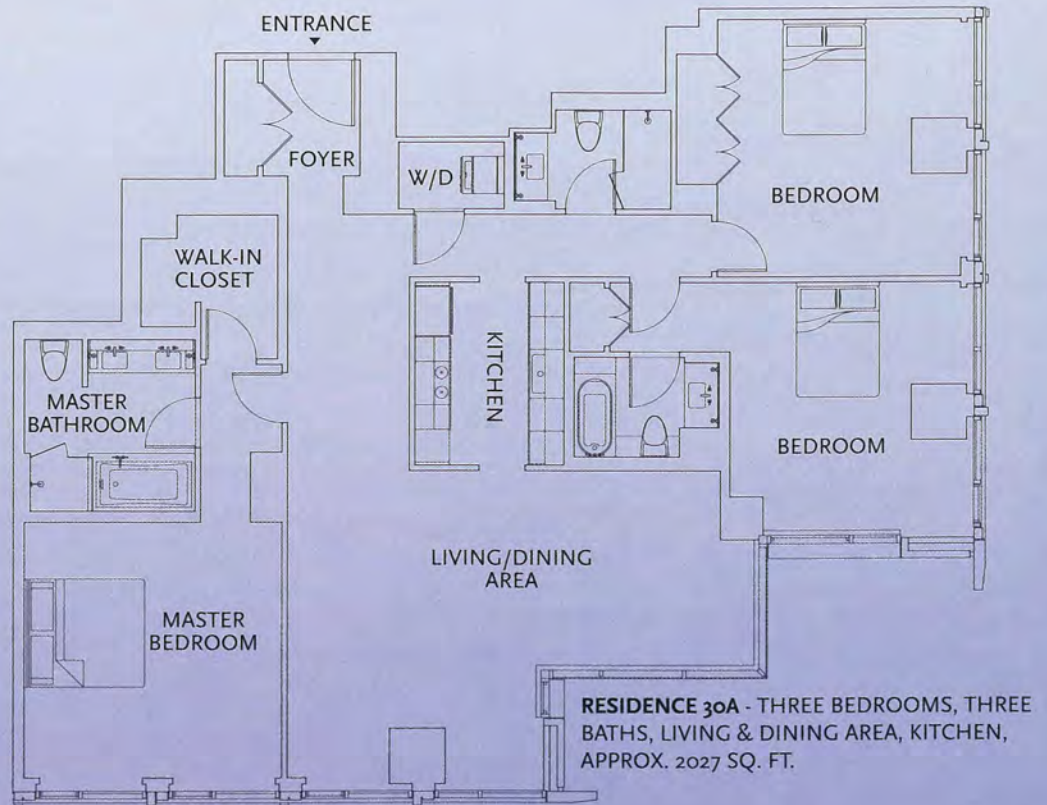 ENTRANCE
FOYER
W/D
BEDROOM
WALK-IN
CLOSET
KITCHEN
MASTER
BATHROOM
BEDROOM
LIVING/DINING
AREA
MASTER
BEDROOM
RESIDENCE 30A - THREE BEDROOMS, THREE
BATHS, LIVING & DINING AREA, KITCHEN,
APPROX. 2027 SQ. FT.